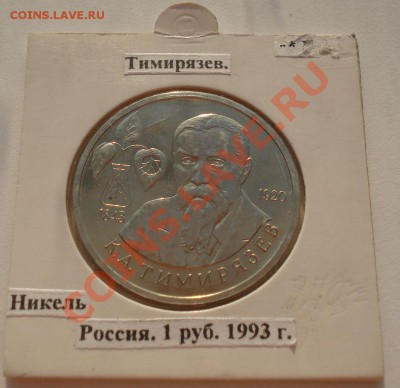 COINS.LAVE.RU
Тимирязев.
1843
1920
К.А. ТИМИРЯЗЕВ
COINS.LAVE.RU
Никель
Россия. 1 руб. 1993 г.